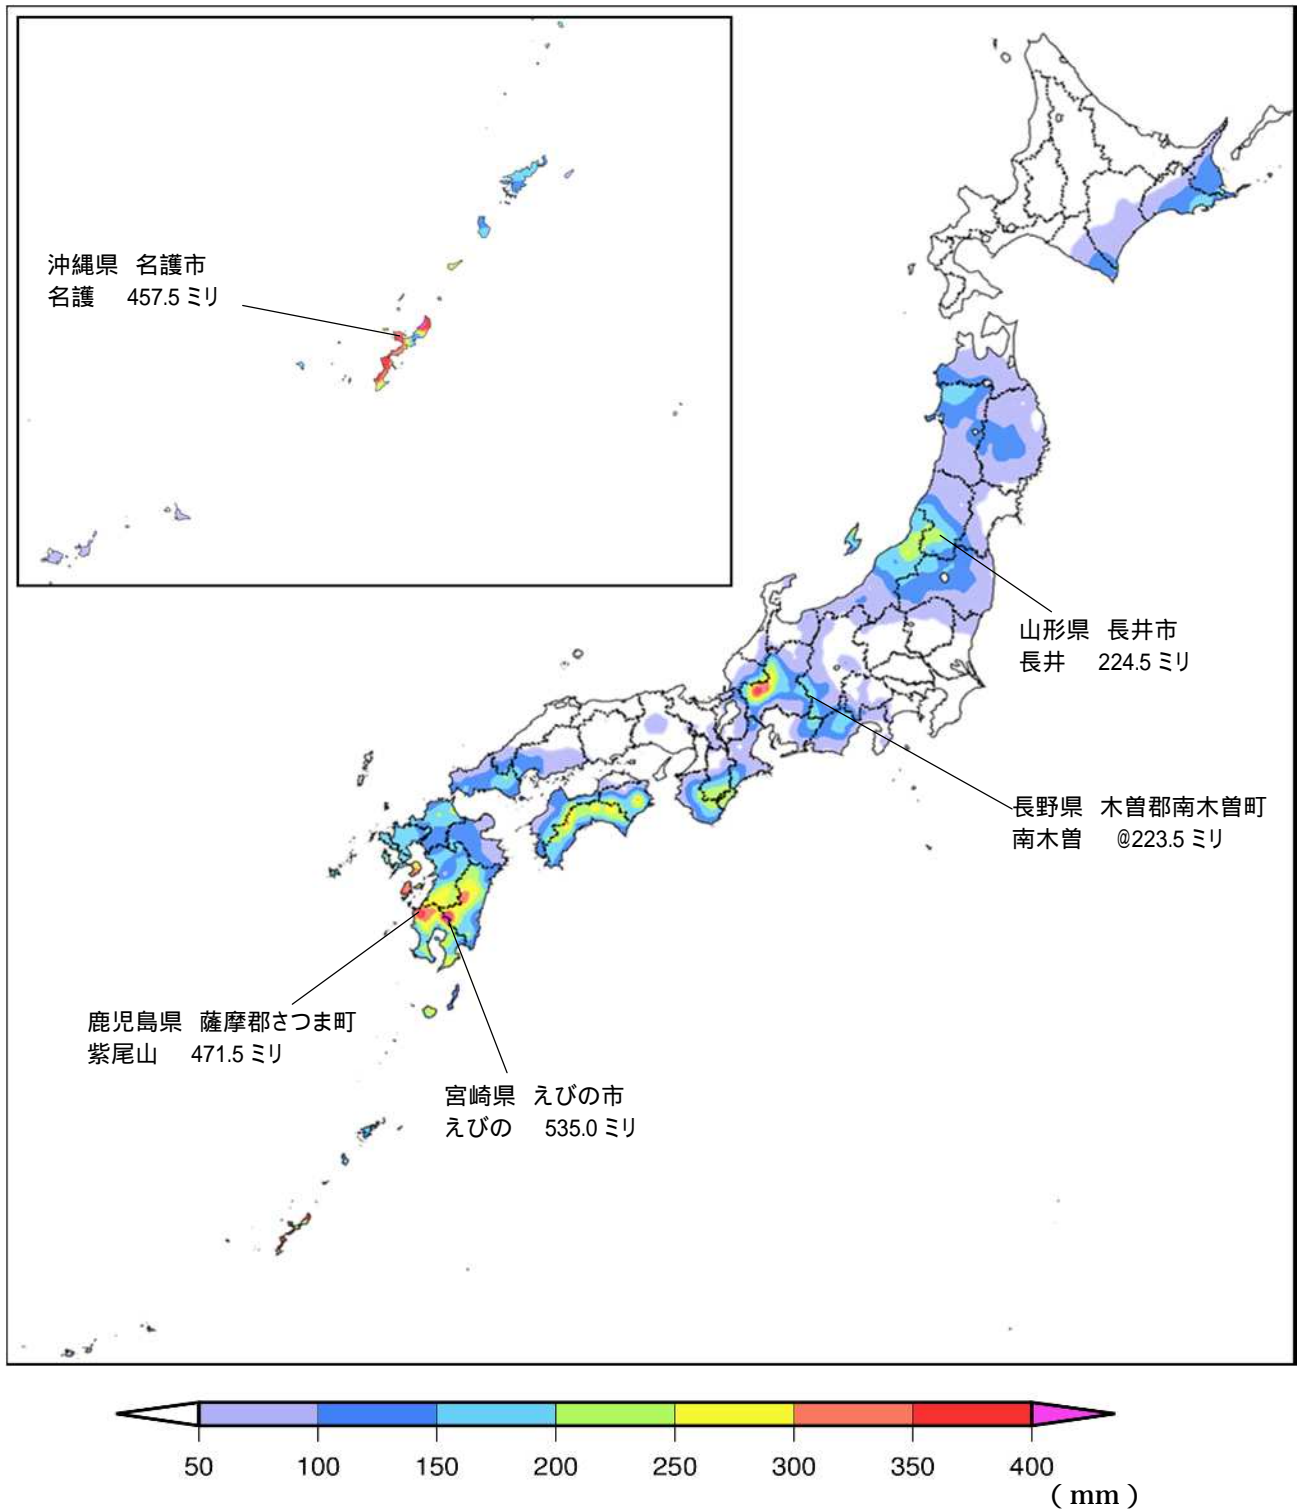 沖縄県 名護市
名護 457.5 ミリ
山形県 長井市
長井 224.5 ミリ
長野県 木曽郡南木曽町
南木曽 @223.5 ミリ
鹿児島県 薩摩郡さつま町
紫尾山 471.5 ミリ
宮崎県 えびの市
えびの 535.0 ミリ
50 100 150 200 250 300 350 400
( mm )